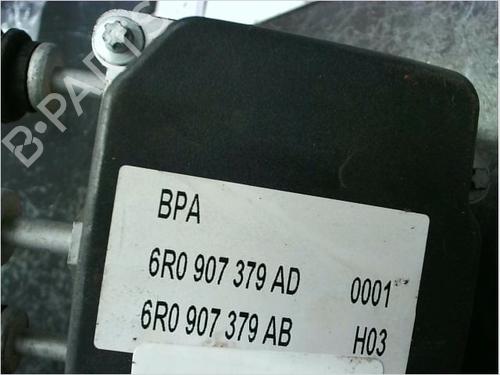 B-PARTS
BPA
6R0 907 379 AD 0001
6R0 907 379 AB H03